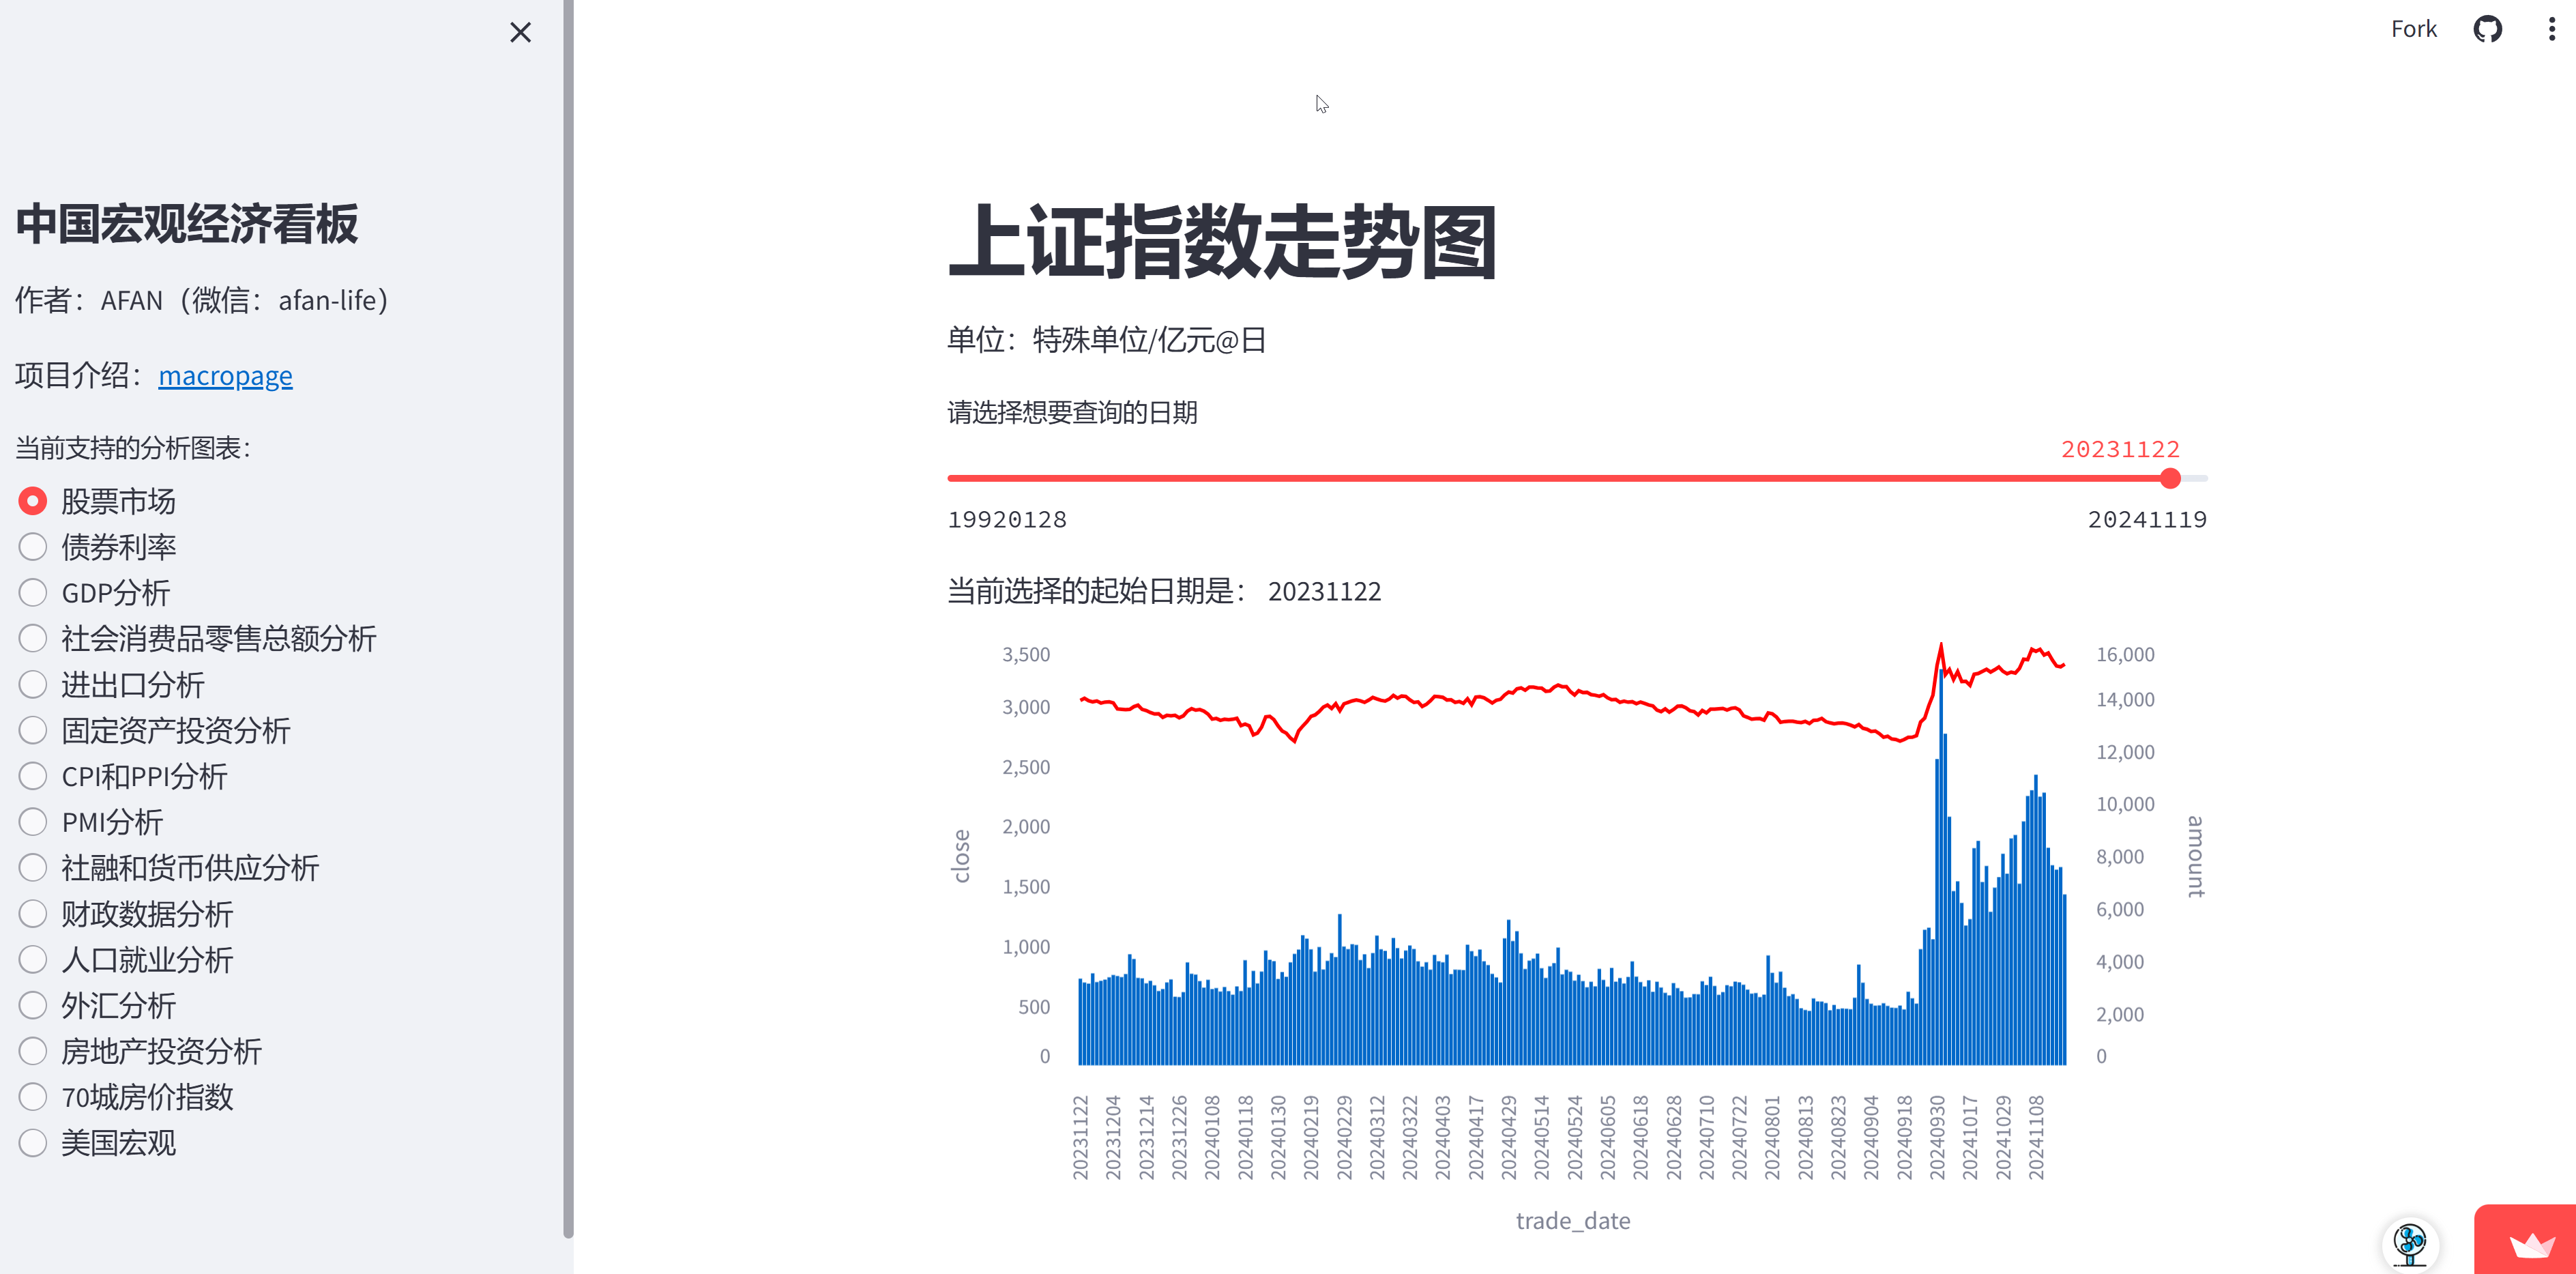 Fork
中国宏观经济看板
作者：AFAN（微信：afan-life）
项目介绍：macropage
当前支持的分析图表：
股票市场
债券利率
GDP分析
社会消费品零售总额分析
进出口分析
固定资产投资分析
CPI和PPI分析
PMI分析
社融和货币供应分析
财政数据分析
人口就业分析
外汇分析
房地产投资分析
70城房价指数
美国宏观
上证指数走势图
单位：特殊单位/亿元@日
请选择想要查询的日期
20231122
19920128 20241119
当前选择的起始日期是： 20231122
close
3,500
3,000
2,500
2,000
1,500
1,000
500
0
16,000
14,000
12,000
10,000
8,000
6,000
4,000
2,000
0
amount
20231122
20231204
20231214
20231226
20240108
20240118
20240130
20240219
20240229
20240312
20240322
20240403
20240417
20240429
20240514
20240524
20240605
20240618
20240628
20240710
20240722
20240801
20240813
20240823
20240904
20240918
20240930
20241017
20241029
20241108
trade_date